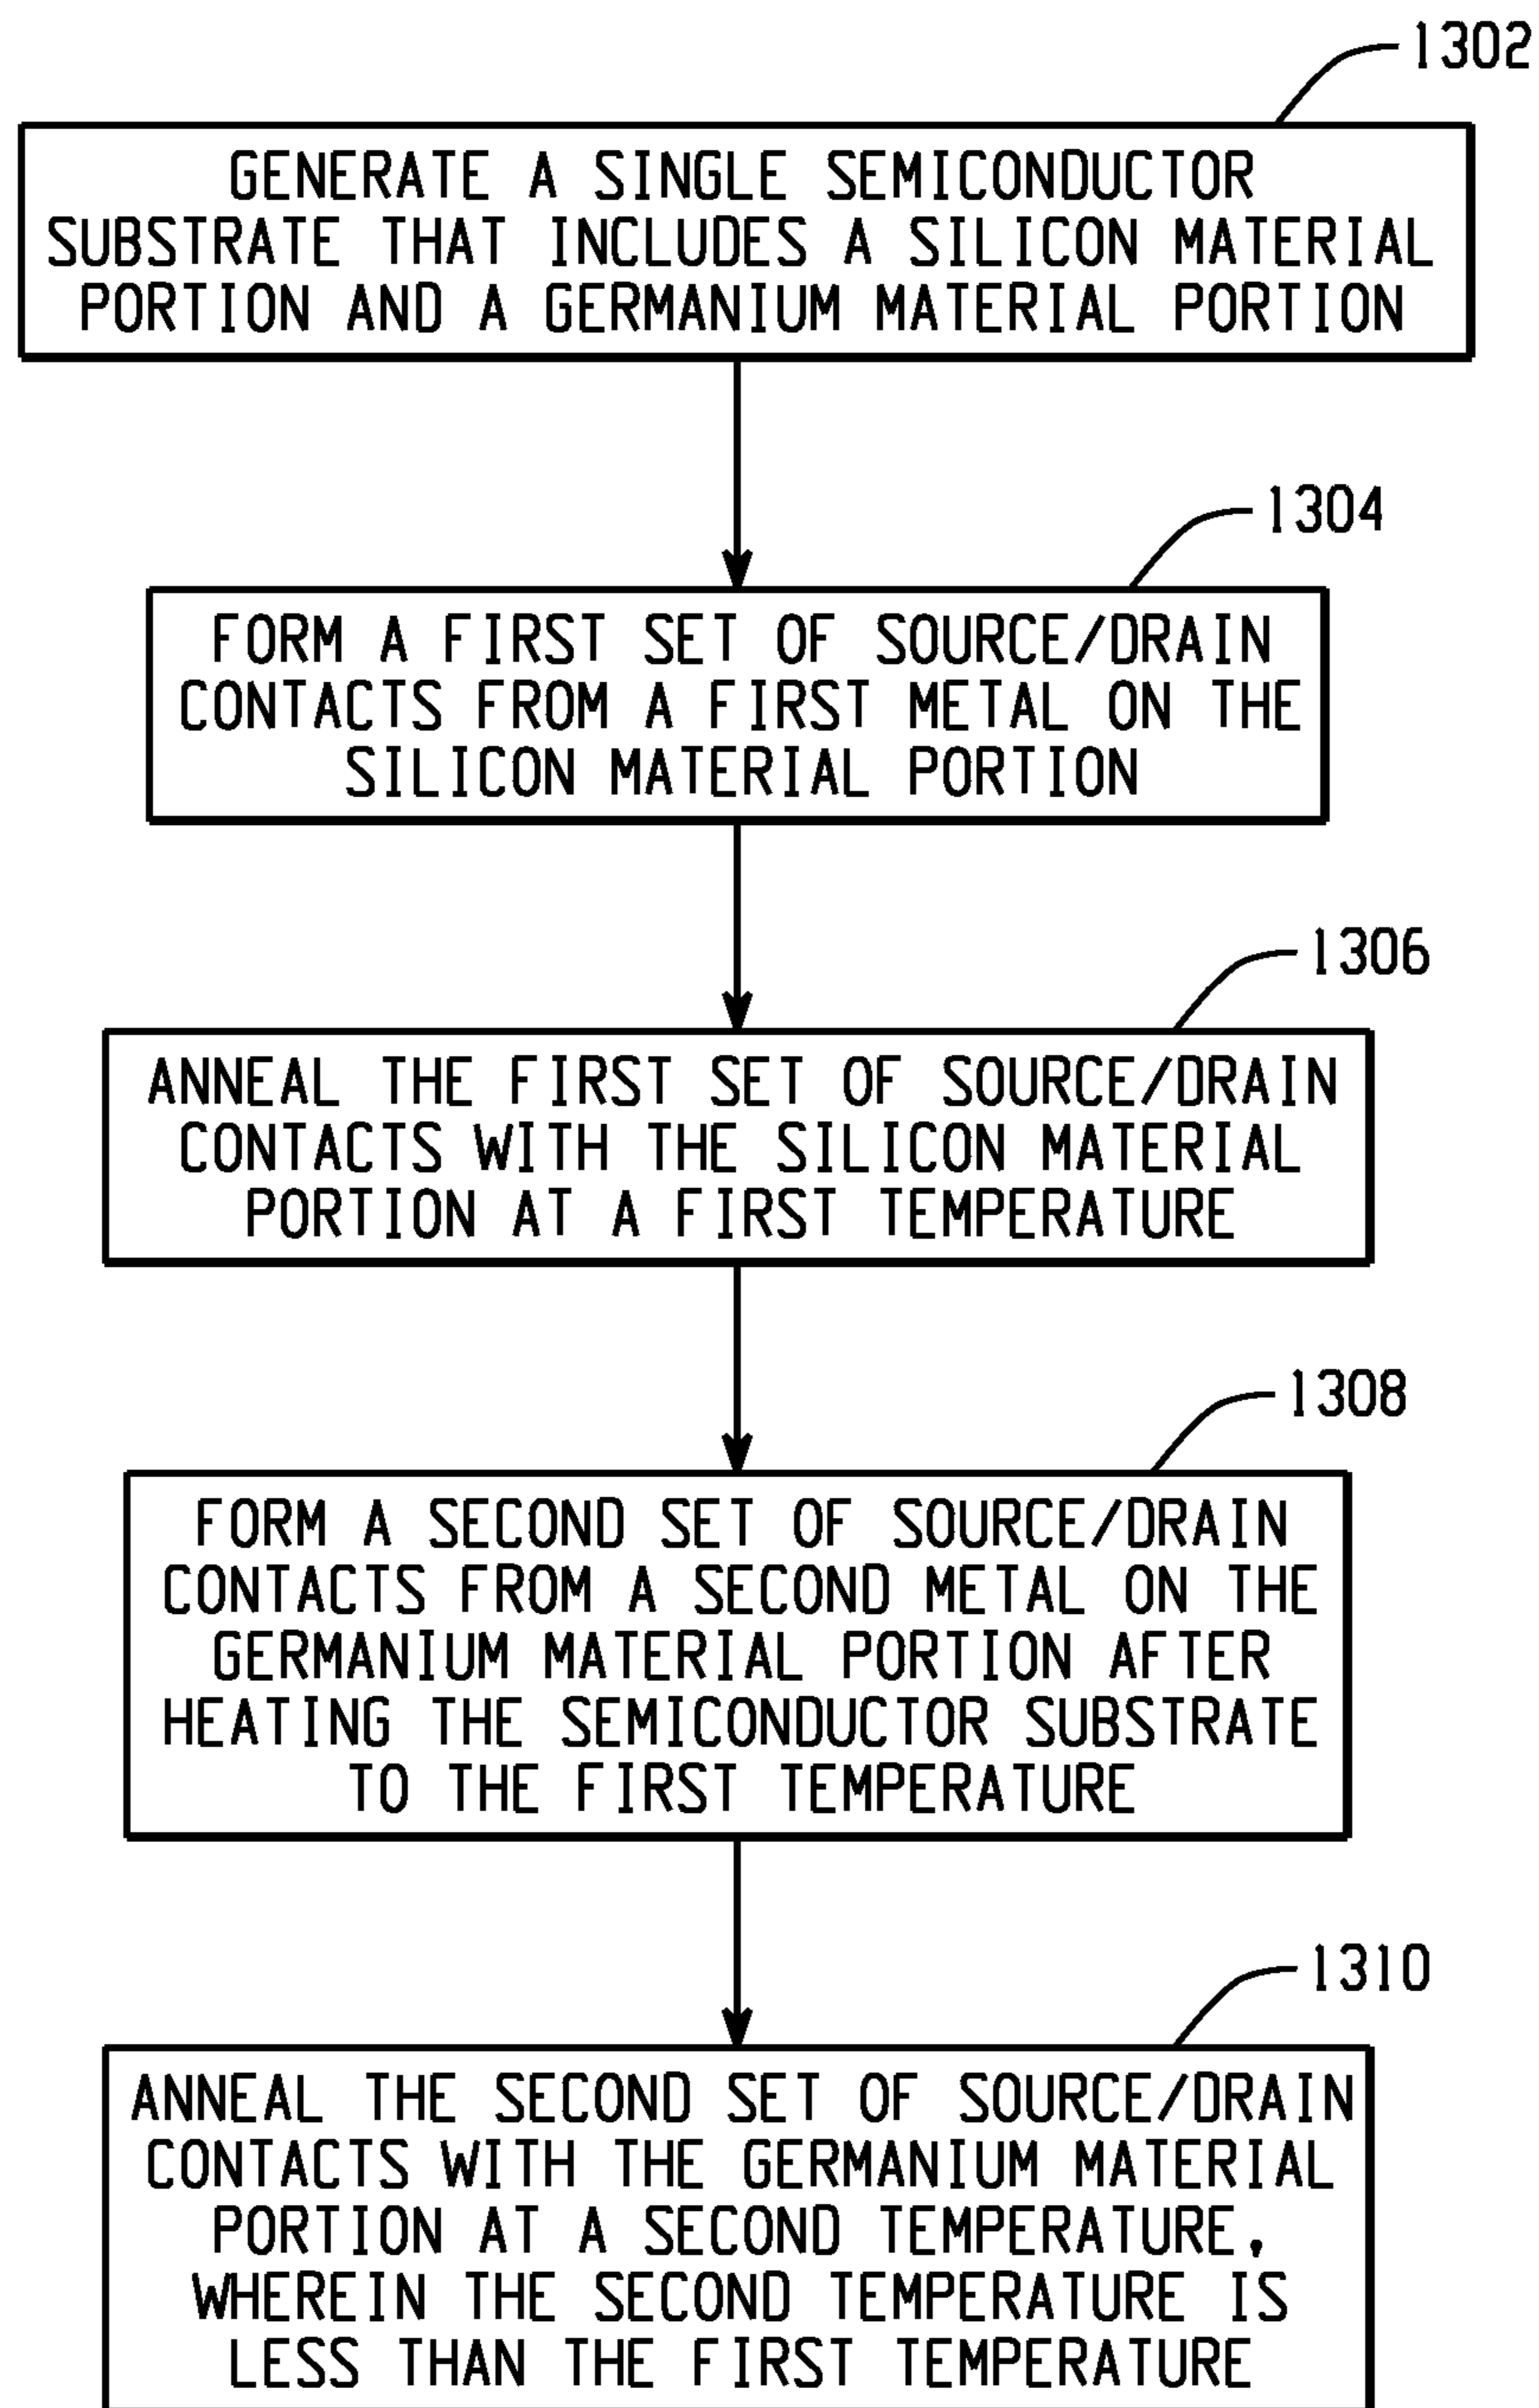 1302
GENERATE A SINGLE SEMICONDUCTOR
SUBSTRATE THAT INCLUDES A SILICON MATERIAL
PORTION AND A GERMANIUM MATERIAL PORTION
1304
FORM A FIRST SET OF SOURCE/DRAIN
CONTACTS FROM A FIRST METAL ON THE
SILICON MATERIAL PORTION
1306
ANNEAL THE FIRST SET OF SOURCE/DRAIN
CONTACTS WITH THE SILICON MATERIAL
PORTION AT A FIRST TEMPERATURE
1308
FORM A SECOND SET OF SOURCE/DRAIN
CONTACTS FROM A SECOND METAL ON THE
GERMANIUM MATERIAL PORTION AFTER
HEATING THE SEMICONDUCTOR SUBSTRATE
TO THE FIRST TEMPERATURE
1310
ANNEAL THE SECOND SET OF SOURCE/DRAIN
CONTACTS WITH THE GERMANIUM MATERIAL
PORTION AT A SECOND TEMPERATURE,
WHEREIN THE SECOND TEMPERATURE IS
LESS THAN THE FIRST TEMPERATURE